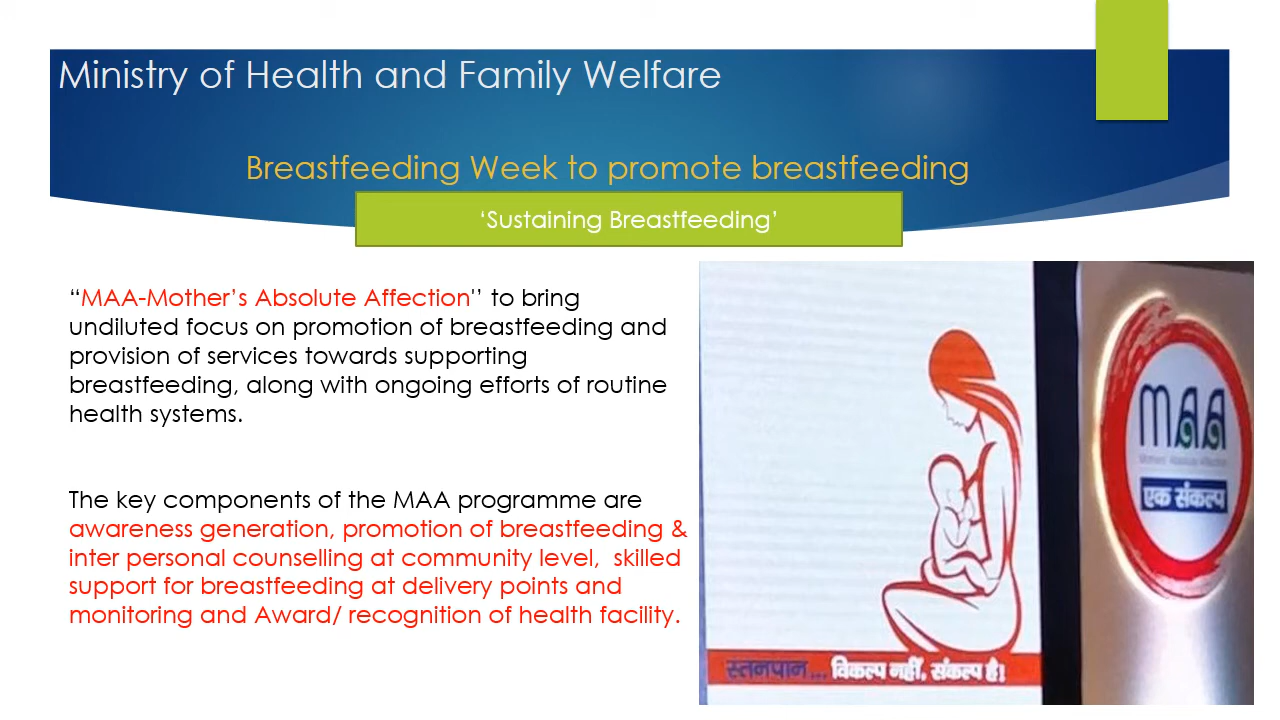 Ministry of Health and Family Welfare
Breastfeeding Week to promote breastfeeding
‘Sustaining Breastfeeding’
“MAA-Mother’s Absolute Affection'’ to bring
undiluted focus on promotion of breastfeeding and
provision of services towards supporting
breastfeeding, along with ongoing efforts of routine
health systems.
The key components of the MAA programme are
awareness generation, promotion of breastfeeding &
inter personal counselling at community level, skilled
support for breastfeeding at delivery points and
monitoring and Award/ recognition of health facility.
MAA
Mothers' Absolute Affection
एक संकल्प
स्तनपान... विकल्प नहीं, संकल्प है!